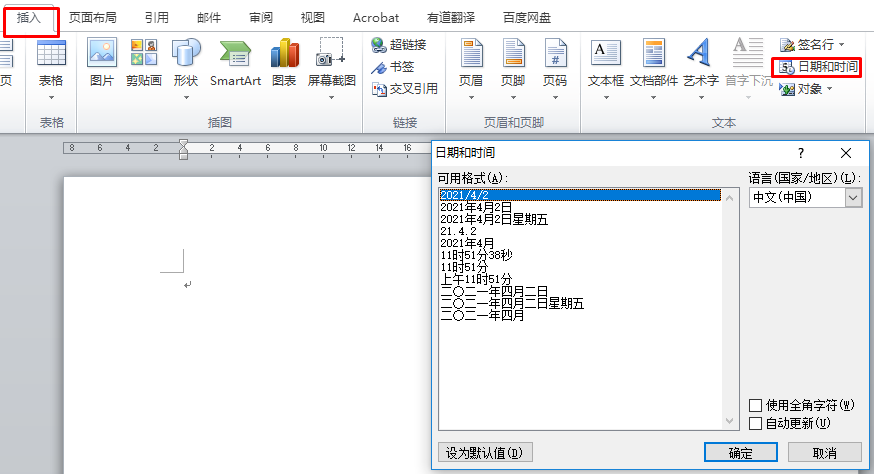 插入 页面布局 引用 邮件 审阅 视图 Acrobat 有道翻译 百度网盘
页 表格 图片 剪贴画 形状 SmartArt 图表 屏幕截图 超链接 书签 交叉引用 页眉 页脚 页码 文本框 文档部件 艺术字 首字下沉 签名行 日期和时间 对象
表格 插图 链接 页眉和页脚 文本
8 6 4 2 2 4 6 8 10 12 14 16
日期和时间
可用格式(A):
2021/4/2
2021年4月2日
2021年4月2日星期五
21.4.2
2021年4月
11时51分38秒
11时51分
上午11时51分
二〇二一年四月二日
二〇二一年四月二日星期五
二〇二一年四月
语言(国家/地区)(L):
中文(中国)
使用全角字符(W)
自动更新(U)
设为默认值(D) 确定 取消